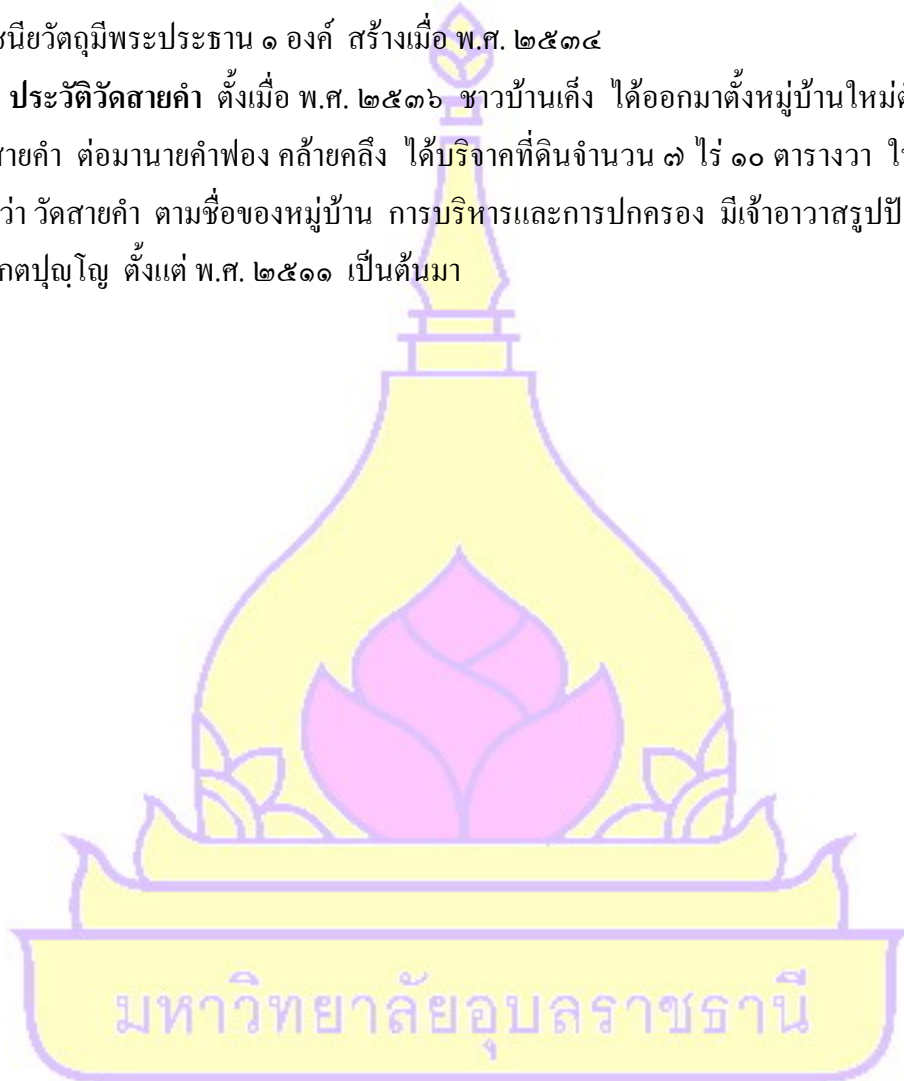 ชนียวัตถุมีพระประธาน ๑ องค์ สร้างเมื่อ พ.ศ. ๒๕๓๔
ประวัติวัดสายคำ ตั้งเมื่อ พ.ศ. ๒๕๓๖ ชาวบ้านเค็ง ได้ออกมาตั้งหมู่บ้านใหม่
สายคำ ต่อมานายคำฟอง คล้ายคลึง ได้บริจาคที่ดินจำนวน ๗ ไร่ ๑๐ ตารางวา
ว่า วัดสายคำ ตามชื่อของหมู่บ้าน การบริหารและการปกครอง มีเจ้าอาวาสรูปปั
กตปุญฺโญ ตั้งแต่ พ.ศ. ๒๕๑๑ เป็นต้นมา
มหาวิทยาลัยอุบลราชธานี